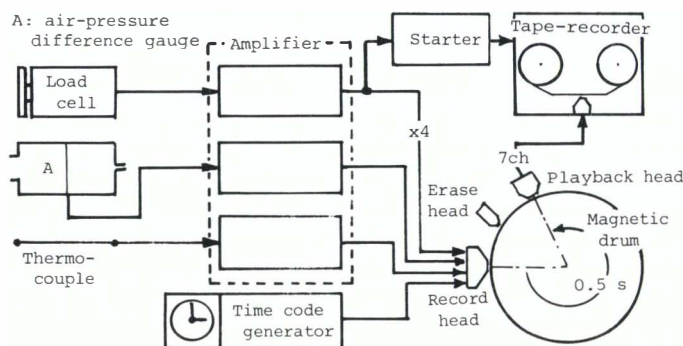 A: air-pressure
difference gauge
Amplifier
Starter
Tape-recorder
Load
cell
x4
A
7ch
Playback head
Erase
head
Magnetic
drum
Thermo-
couple
0.5 s
Time code
generator
Record
head